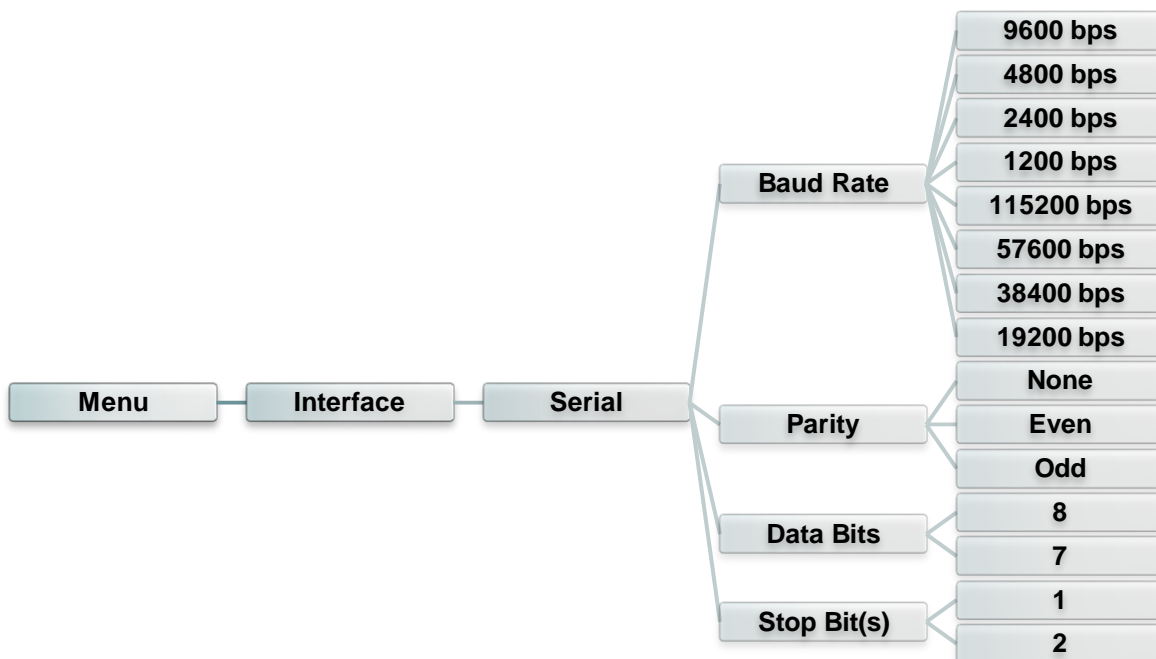 Menu
Interface
Serial
Baud Rate
9600 bps
4800 bps
2400 bps
1200 bps
115200 bps
57600 bps
38400 bps
19200 bps
Parity
None
Even
Odd
Data Bits
8
7
Stop Bit(s)
1
2